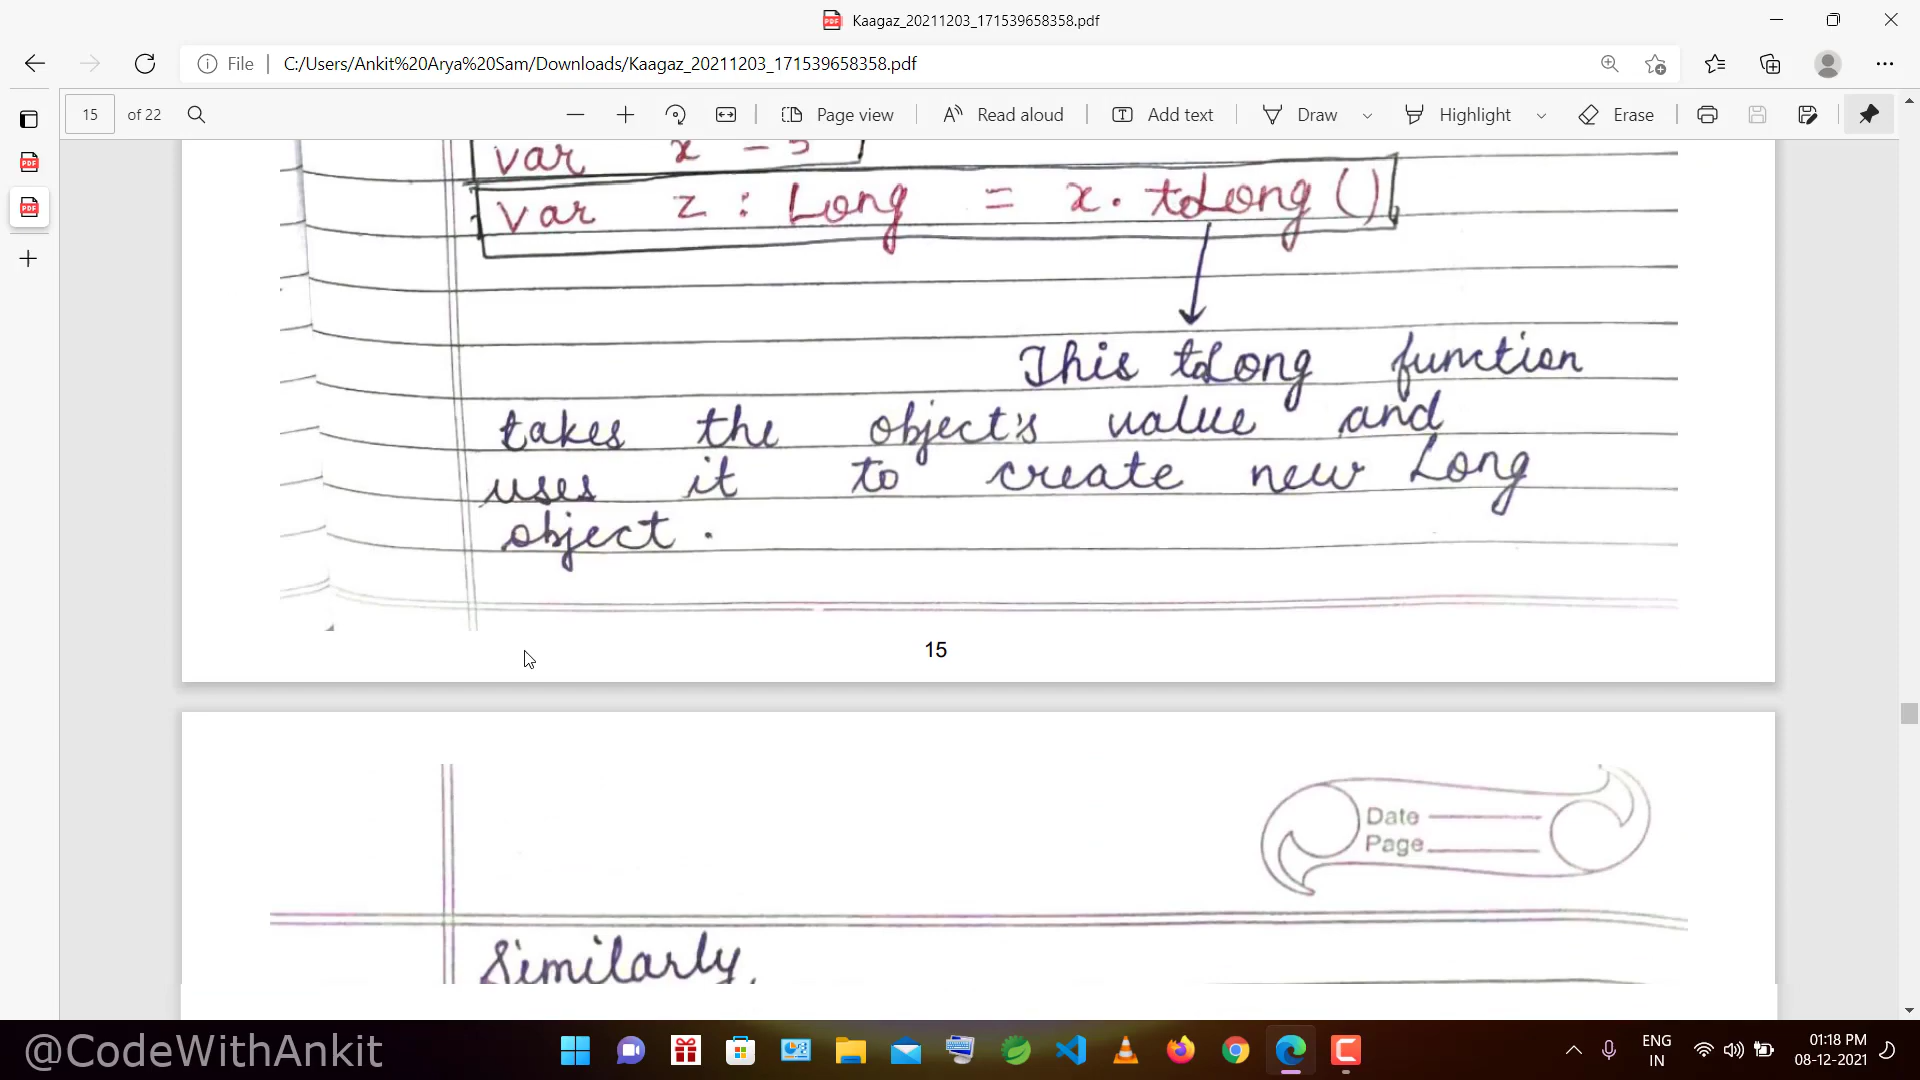 Kaagaz_20211203_171539658358.pdf
File
C:/Users/Ankit%20Arya%20Sam/Downloads/Kaagaz_20211203_171539658358.pdf
15 of 22
Page view
Read aloud
Add text
Draw
Highlight
Erase
var x = 5
var z : Long = x. toLong ()
This toLong function
takes the object's value and
uses it to create new Long
object.
15
Date
Page
Similarly,
@CodeWithAnkit
ENG
IN
01:18 PM
08-12-2021